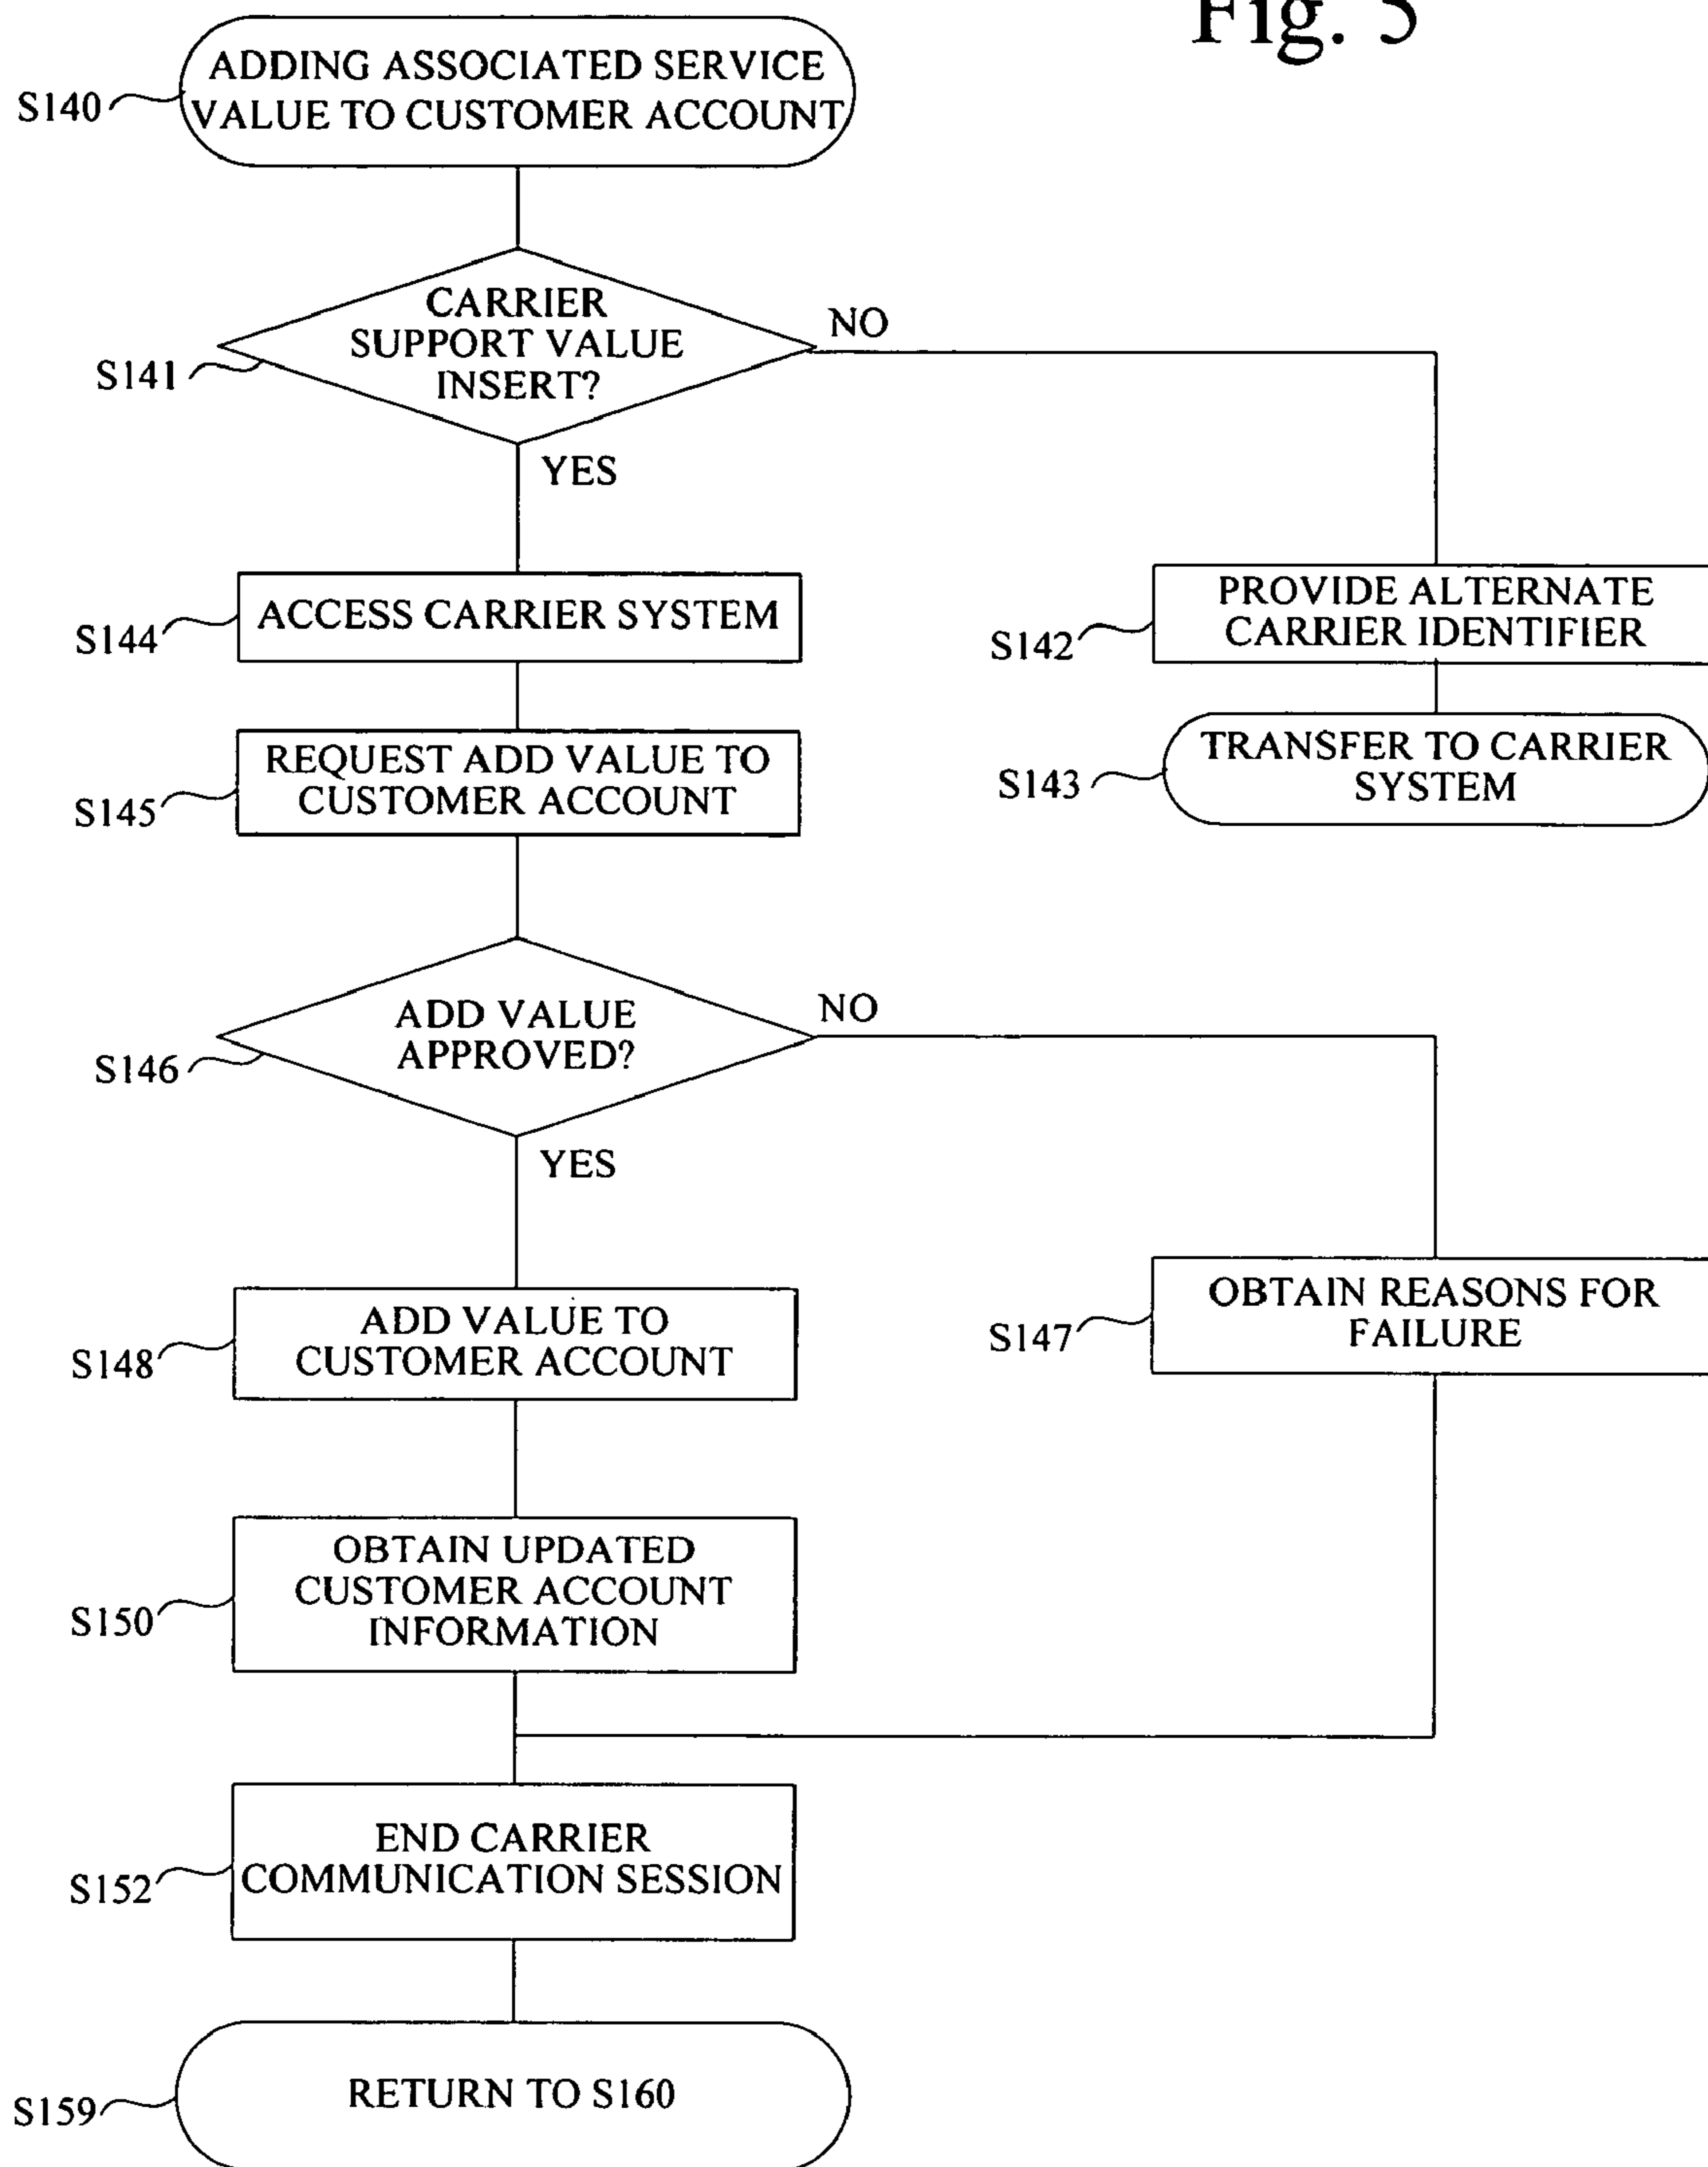 Fig. 5
ADDING ASSOCIATED SERVICE
VALUE TO CUSTOMER ACCOUNT
S140
CARRIER
SUPPORT VALUE
INSERT?
S141
NO
YES
ACCESS CARRIER SYSTEM
S144
PROVIDE ALTERNATE
CARRIER IDENTIFIER
S142
REQUEST ADD VALUE TO
CUSTOMER ACCOUNT
S145
TRANSFER TO CARRIER
SYSTEM
S143
ADD VALUE
APPROVED?
S146
NO
YES
ADD VALUE TO
CUSTOMER ACCOUNT
S148
OBTAIN REASONS FOR
FAILURE
S147
OBTAIN UPDATED
CUSTOMER ACCOUNT
INFORMATION
S150
END CARRIER
COMMUNICATION SESSION
S152
RETURN TO S160
S159